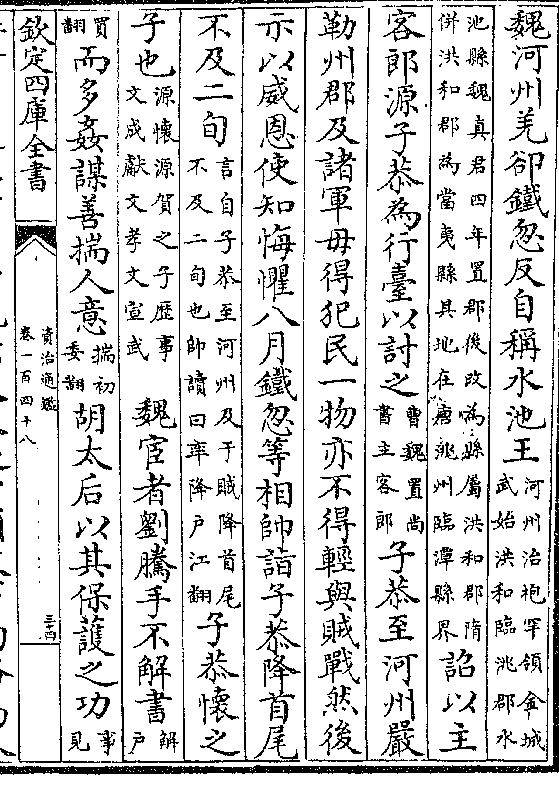 魏河州羌卻鐵忽反自稱水池王河州治枹罕領金城武始洪和臨洮郡水
池縣魏真君四年置郡後改為縣屬洪和郡隋併洪和郡為當夷縣其地在唐洮州臨潭縣界詔以主
客郎源子恭為行臺以討之曹魏置尚書主客郎子恭至河州嚴
勒州郡及諸軍毋得犯民一物亦不得輕與賊戰然後
示以威恩使知悔懼八月鐵忽等相帥詣子恭降首尾
不及二旬言自子恭至河州及于賊降首尾不及二旬也帥讀曰率降戶江翻子恭懷之
子也源懷源賀之子歷事文成獻文孝文宣武魏宦者劉騰手不解書解戶
買翻而多姦謀善揣人意揣初委翻胡太后以其保護之功事見
欽定四庫全書
資治通鑑
卷一百四十八
三十四